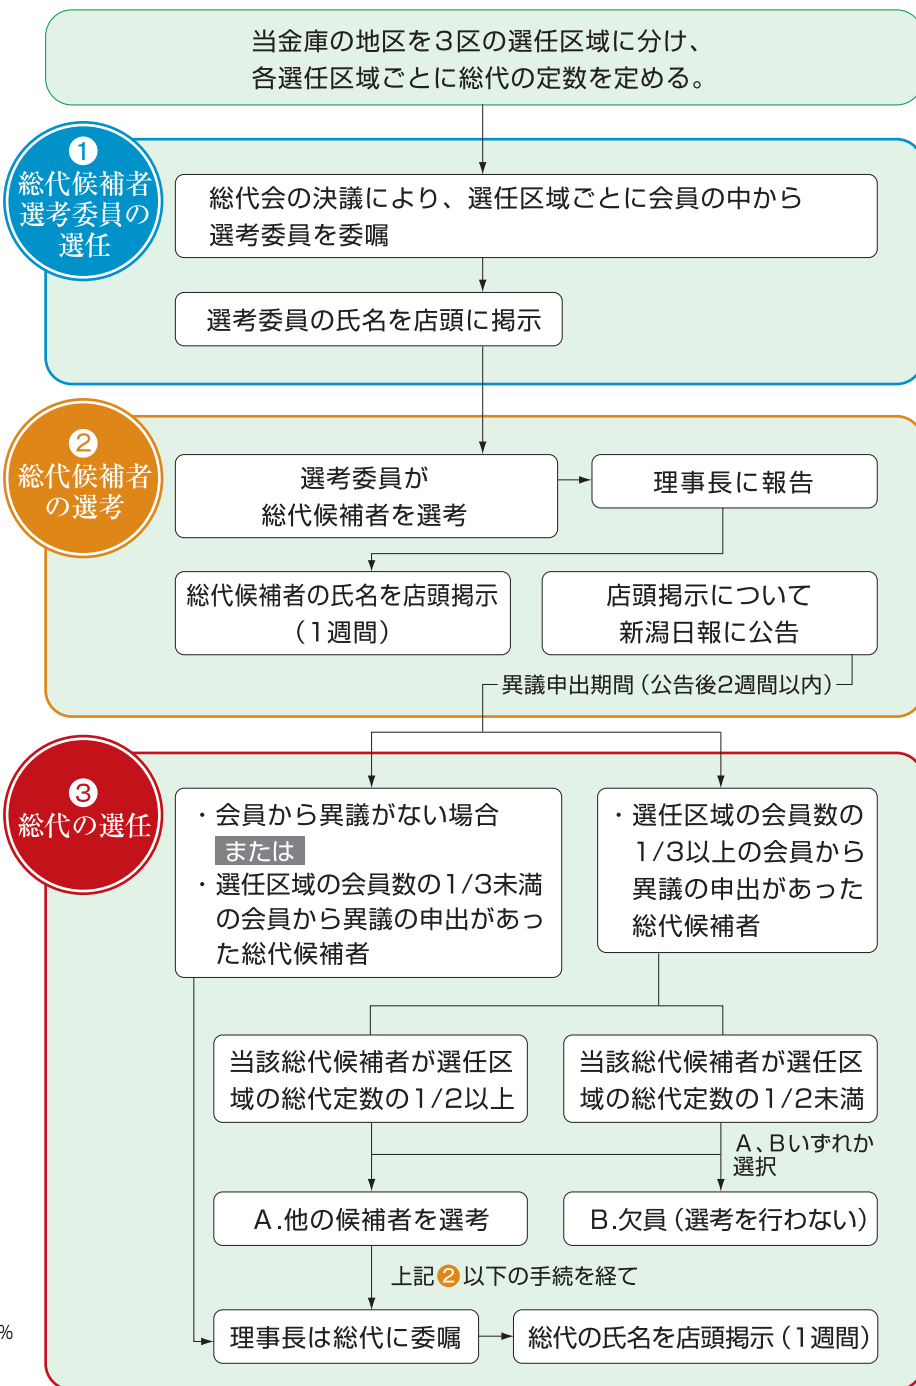 当金庫の地区を3区の選任区域に分け、
各選任区域ごとに総代の定数を定める。
❶
総代候補者
選考委員の
選任
総代会の決議により、選任区域ごとに会員の中から
選考委員を委嘱
選考委員の氏名を店頭に掲示
❷
総代候補者
の選考
選考委員が
総代候補者を選考
理事長に報告
総代候補者の氏名を店頭掲示
（1週間）
店頭掲示について
新潟日報に公告
異議申出期間（公告後2週間以内）
❸
総代の選任
・会員から異議がない場合
または
・選任区域の会員数の1/3未満
の会員から異議の申出があっ
た総代候補者
・選任区域の会員数の
1/3以上の会員から
異議の申出があった
総代候補者
当該総代候補者が選任区
域の総代定数の1/2以上
当該総代候補者が選任区
域の総代定数の1/2未満
A、Bいずれか
選択
A.他の候補者を選考
B.欠員（選考を行わない）
上記❷以下の手続を経て
理事長は総代に委嘱
総代の氏名を店頭掲示（1週間）
%